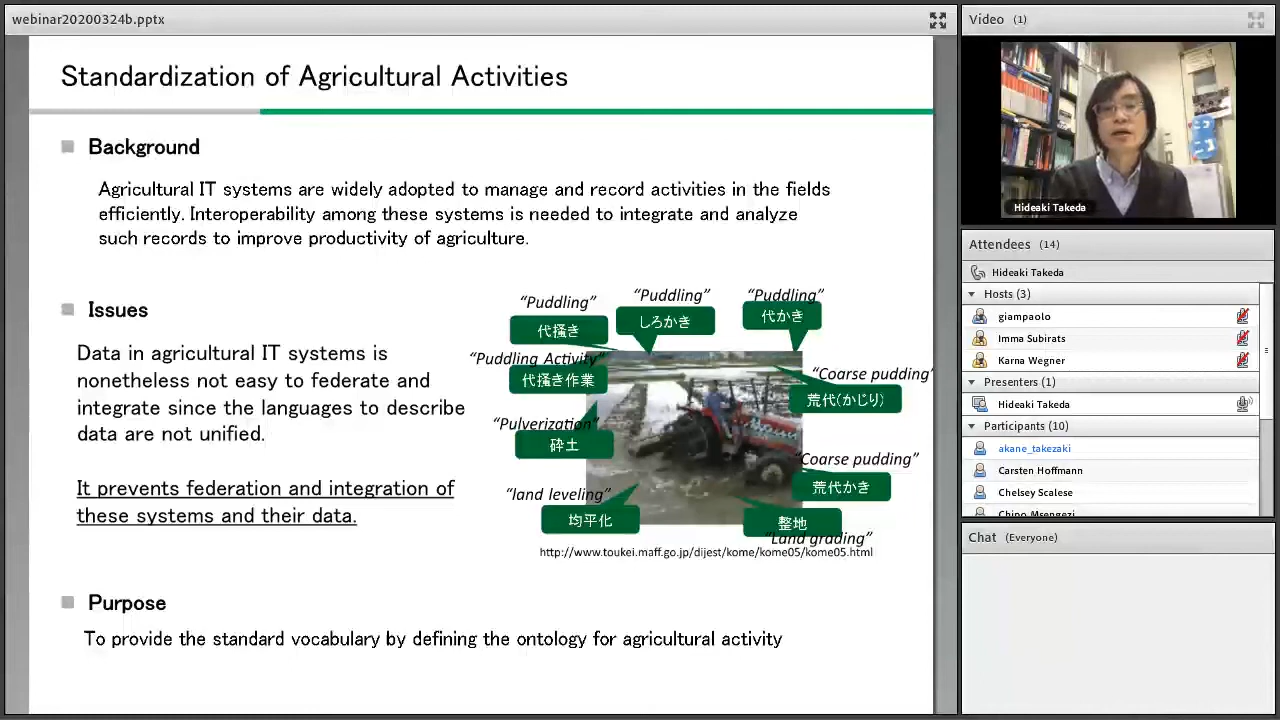 webinar20200324b.pptx
Standardization of Agricultural Activities
Background
Agricultural IT systems are widely adopted to manage and record activities in the fields
efficiently. Interoperability among these systems is needed to integrate and analyze
such records to improve productivity of agriculture.
Issues
Data in agricultural IT systems is
nonetheless not easy to federate and
integrate since the languages to describe
data are not unified.
It prevents federation and integration of
these systems and their data.
“Puddling”
代掻き
“Puddling”
しろかき
“Puddling”
代かき
“Puddling Activity”
代掻き作業
“Coarse pudding”
荒代(かじり)
“Pulverization”
砕土
“Coarse pudding”
荒代かき
“land leveling”
均平化
整地
“Land grading”
http://www.toukei.maff.go.jp/dijest/kome/kome05/kome05.html
Purpose
To provide the standard vocabulary by defining the ontology for agricultural activity
Video (1)
Hideaki Takeda
Attendees (14)
Hideaki Takeda
Hosts (3)
giampaolo
Imma Subirats
Karna Wegner
Presenters (1)
Hideaki Takeda
Participants (10)
akane_takezaki
Carsten Hoffmann
Chelsey Scalese
Chipo Msengezi
Chat (Everyone)